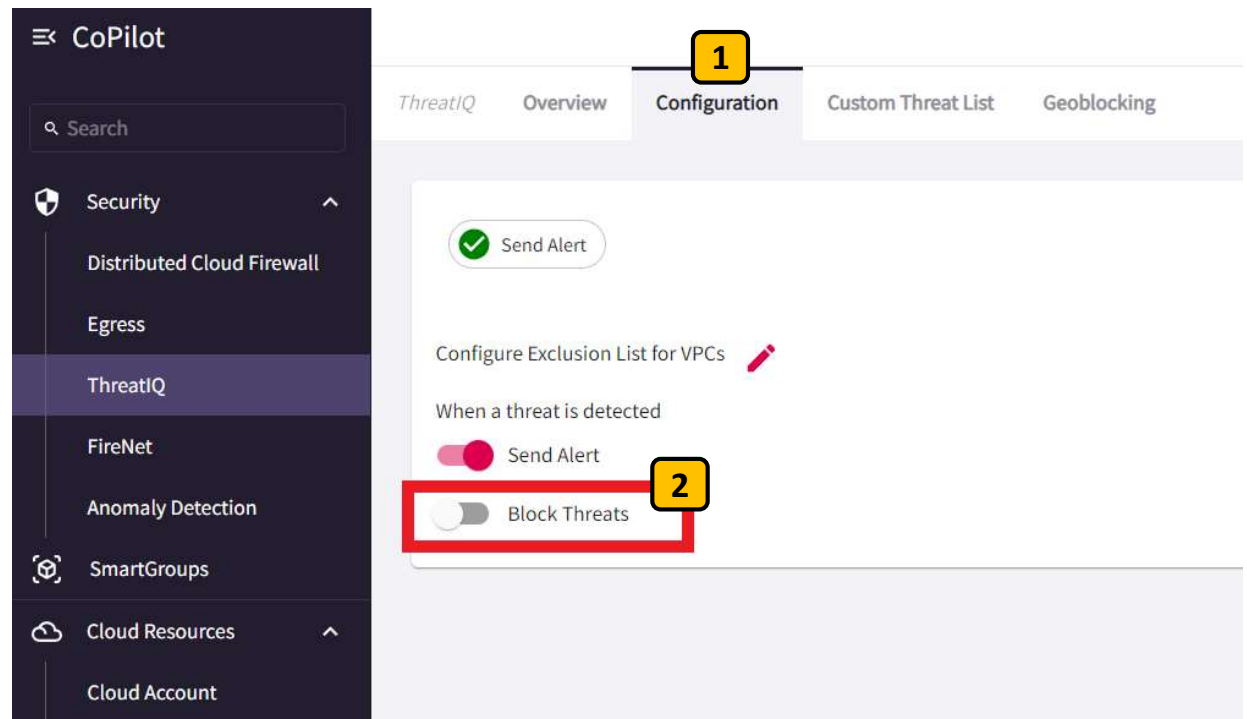 CoPilot
Search
Security
Distributed Cloud Firewall
Egress
ThreatIQ
FireNet
Anomaly Detection
SmartGroups
Cloud Resources
Cloud Account
1
ThreatIQ Overview Configuration Custom Threat List Geoblocking
Send Alert
Configure Exclusion List for VPCs
When a threat is detected
Send Alert
2
Block Threats